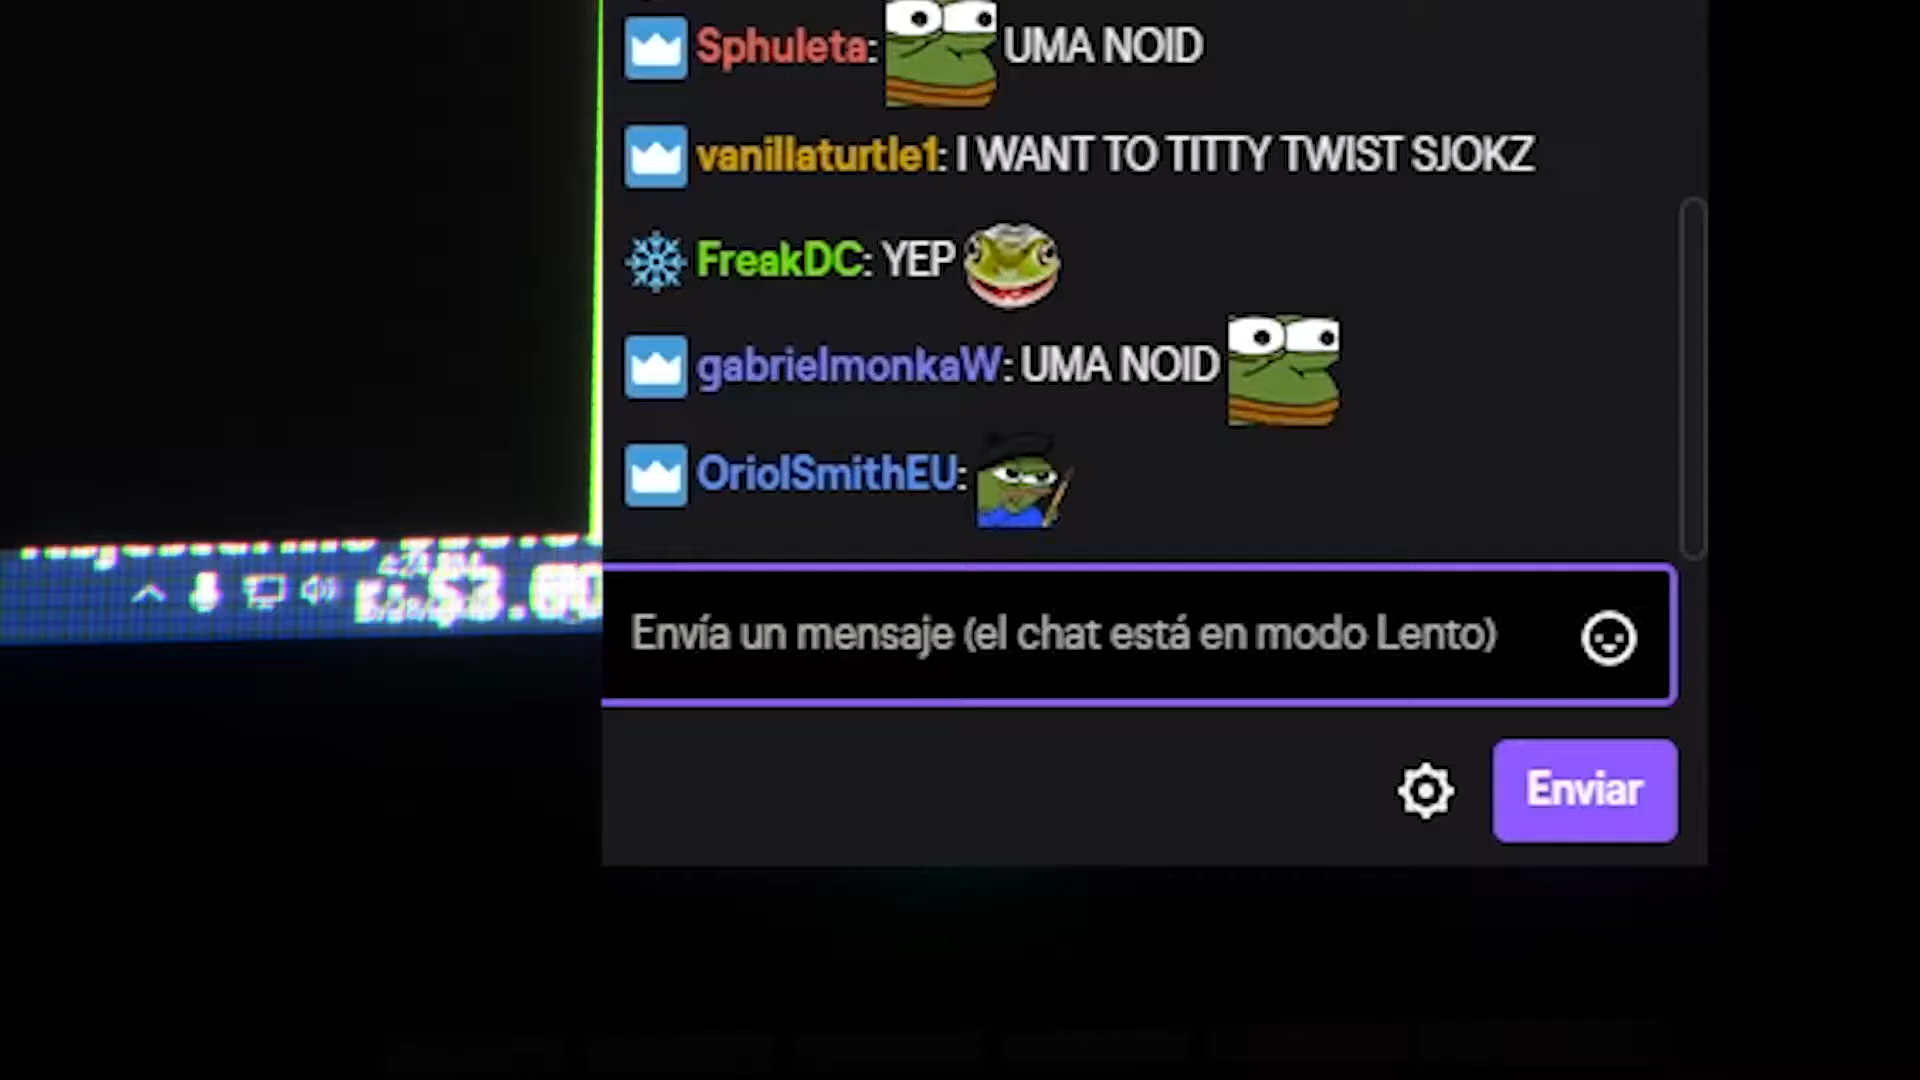 Sphuleta: UMA NOID
vanillaturtle1: I WANT TO TITTY TWIST SJOKZ
FreakDC: YEP
gabrielmonkaW: UMA NOID
OriolSmithEU:
Envía un mensaje (el chat está en modo Lento)
Enviar